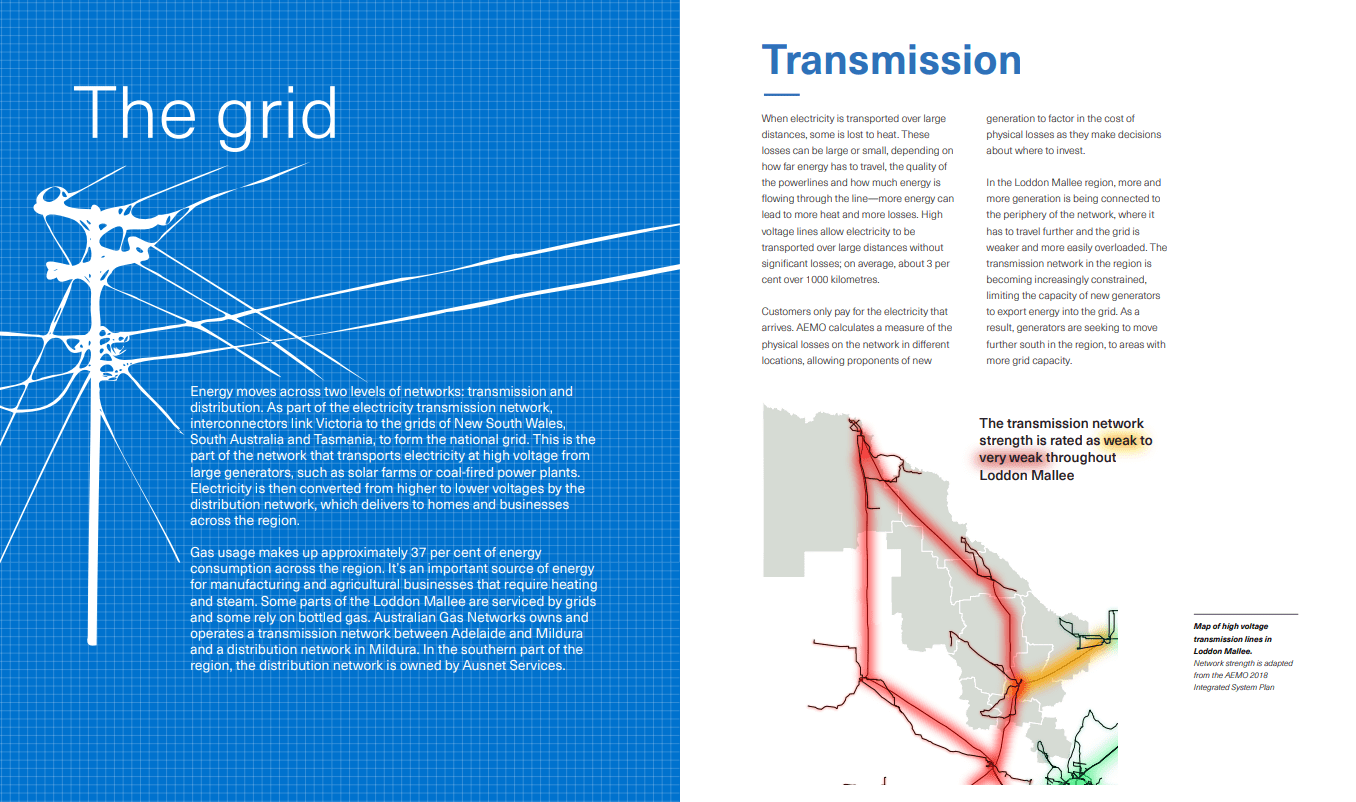 The grid
Energy moves across two levels of networks: transmission and
distribution. As part of the electricity transmission network,
interconnectors link Victoria to the grids of New South Wales,
South Australia and Tasmania, to form the national grid. This is the
part of the network that transports electricity at high voltage from
large generators, such as solar farms or coal-fired power plants.
Electricity is then converted from higher to lower voltages by the
distribution network, which delivers to homes and businesses
across the region.
Gas usage makes up approximately 37 per cent of energy
consumption across the region. It's an important source of energy
for manufacturing and agricultural businesses that require heating
and steam. Some parts of the Loddon Mallee are serviced by grids
and some rely on bottled gas. Australian Gas Networks owns and
operates a transmission network between Adelaide and Mildura
and a distribution network in Mildura. In the southern part of the
region, the distribution network is owned by Ausnet Services.
Transmission
When electricity is transported over large
distances, some is lost to heat. These
losses can be large or small, depending on
how far energy has to travel, the quality of
the powerlines and how much energy is
flowing through the line—more energy can
lead to more heat and more losses. High
voltage lines allow electricity to be
transported over large distances without
significant losses; on average, about 3 per
cent over 1000 kilometres.
Customers only pay for the electricity that
arrives. AEMO calculates a measure of the
physical losses on the network in different
locations, allowing proponents of new
generation to factor in the cost of
physical losses as they make decisions
about where to invest.
In the Loddon Mallee region, more and
more generation is being connected to
the periphery of the network, where it
has to travel further and the grid is
weaker and more easily overloaded. The
transmission network in the region is
becoming increasingly constrained,
limiting the capacity of new generators
to export energy into the grid. As a
result, generators are seeking to move
further south in the region, to areas with
more grid capacity.
The transmission network
strength is rated as weak to
very weak throughout
Loddon Mallee
Map of high voltage
transmission lines in
Loddon Mallee.
Network strength is adapted
from the AEMO 2018
Integrated System Plan